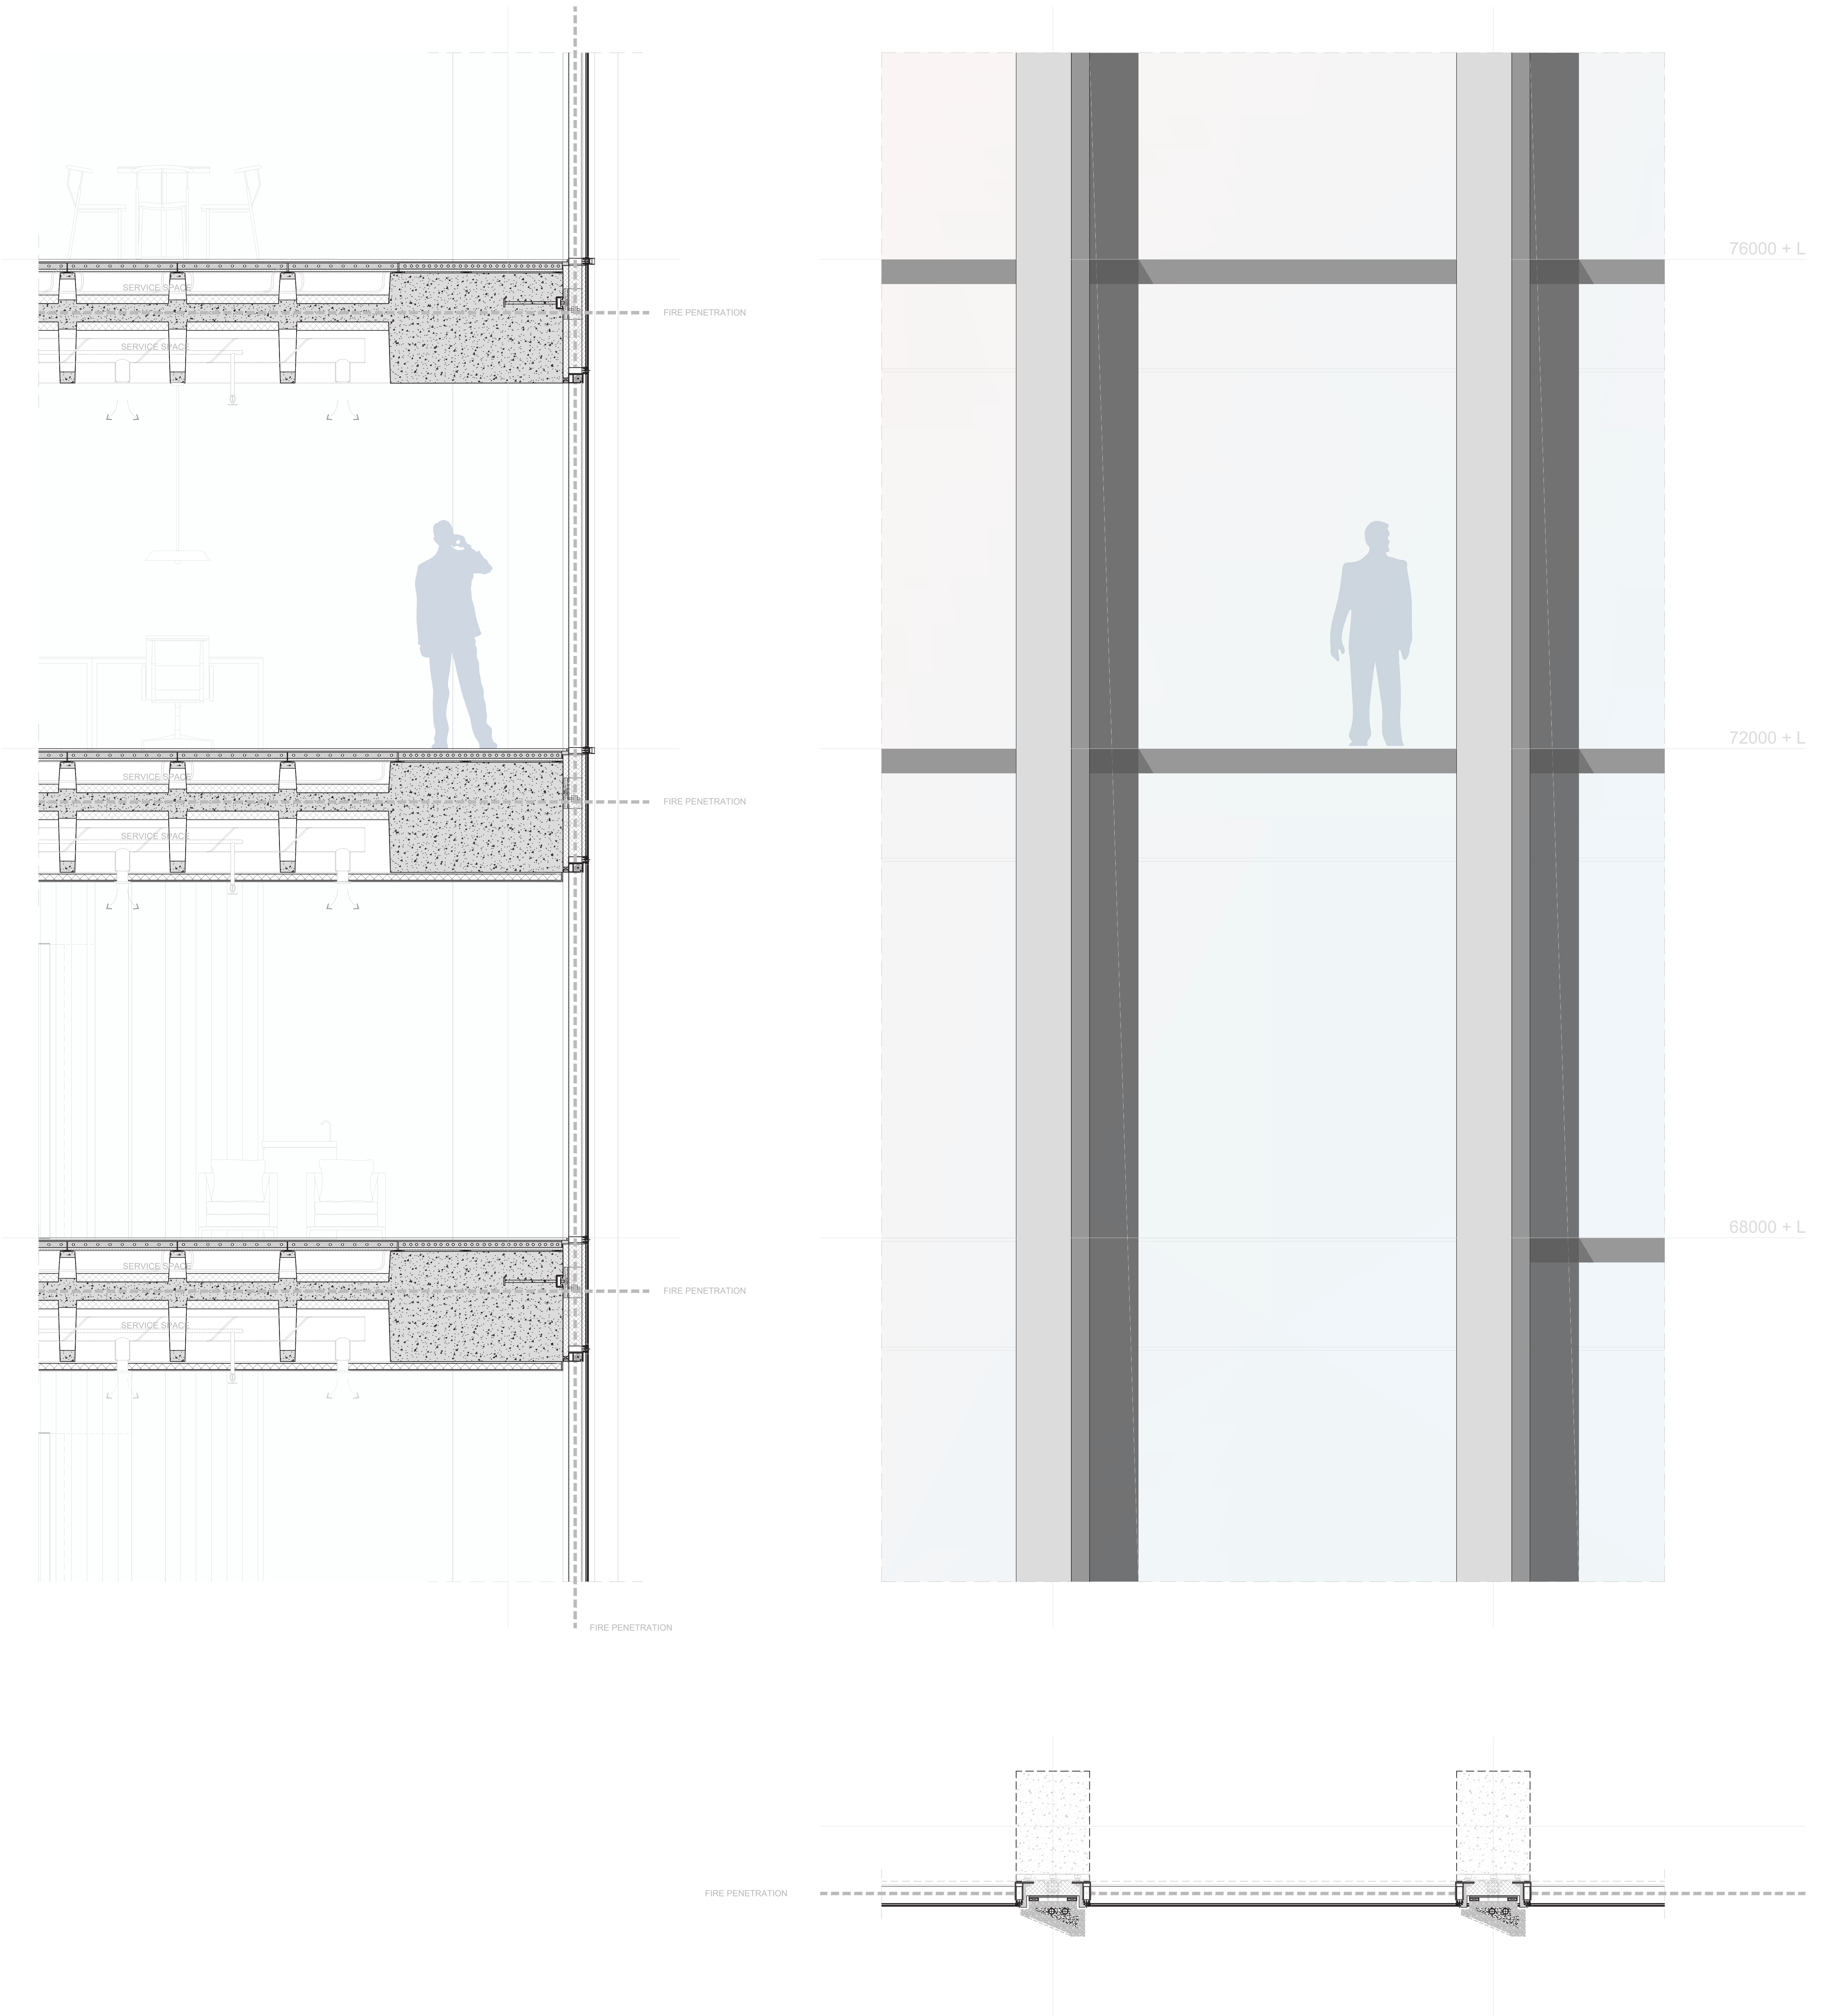 76000 + L
SERVICE SPACE
FIRE PENETRATION
SERVICE SPACE
72000 + L
SERVICE SPACE
FIRE PENETRATION
SERVICE SPACE
68000 + L
SERVICE SPACE
FIRE PENETRATION
SERVICE SPACE
FIRE PENETRATION
FIRE PENETRATION